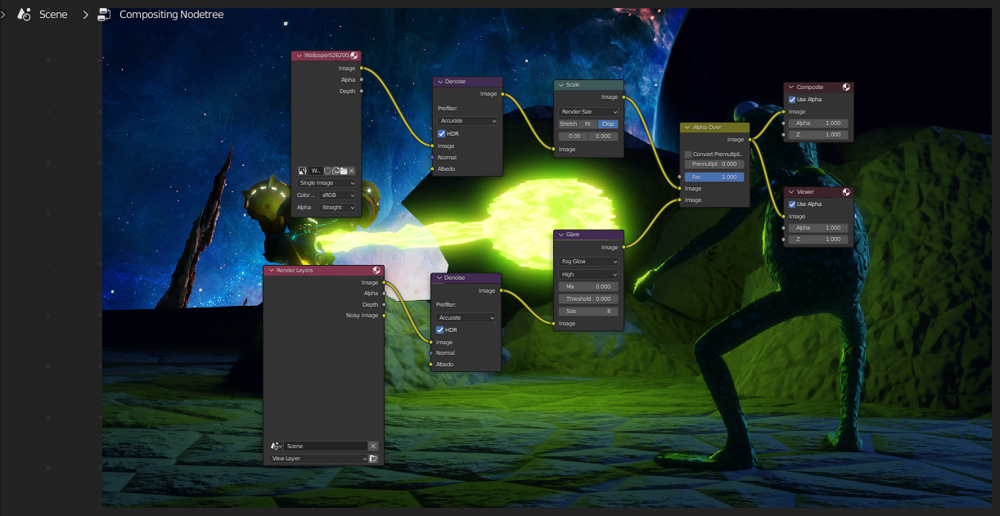 Scene > Compositing Nodetree
Wallpaper526200
Image
Alpha
Depth
W...
Single Image
Color ... sRGB
Alpha Straight
Denoise
Image
Prefilter:
Accurate
HDR
Image
Normal
Albedo
Scale
Image
Render Size
Stretch Fit Crop
0.00 0.000
Image
Alpha Over
Image
Convert Premultipl..
Premultipl 0.000
Fac 1.000
Image
Image
Composite
Use Alpha
Image
Alpha 1.000
Z 1.000
Viewer
Use Alpha
Image
Alpha 1.000
Z 1.000
Render Layers
Image
Alpha
Depth
Noisy Image
Scene
View Layer
Denoise
Image
Prefilter:
Accurate
HDR
Image
Normal
Albedo
Glare
Image
Fog Glow
High
Mix 0.000
Threshold 0.000
Size 8
Image